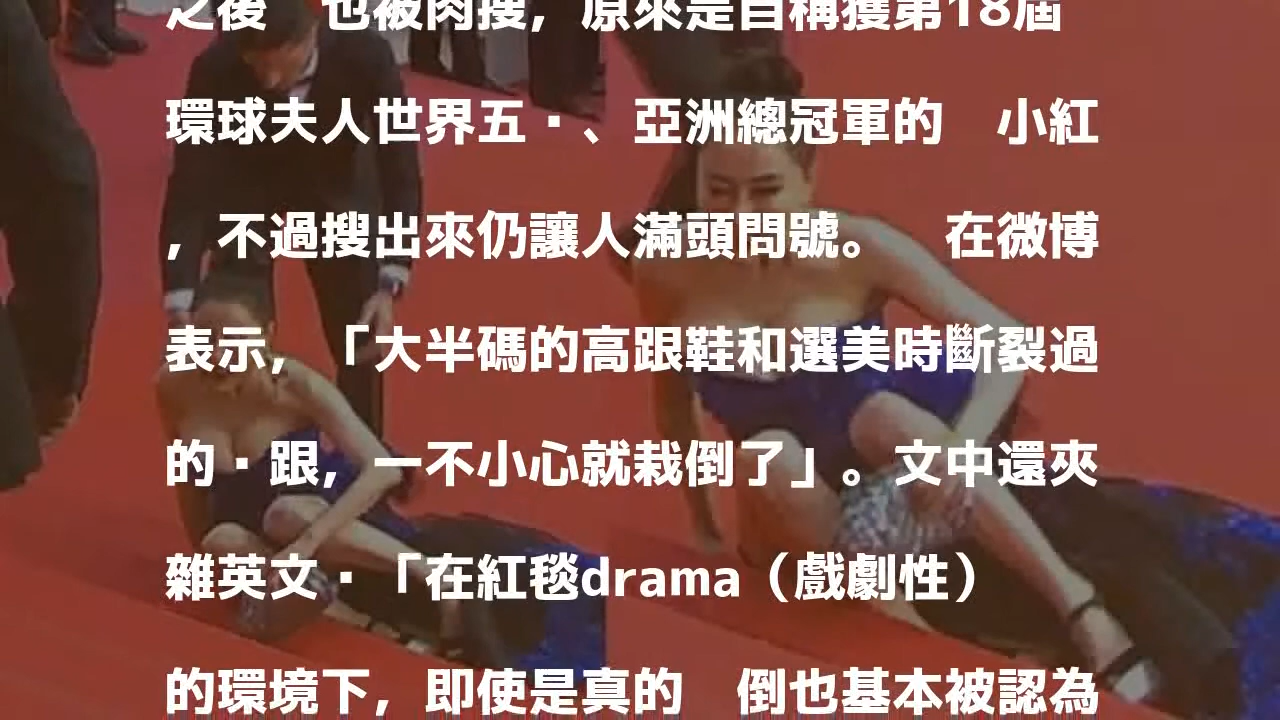 之後　也被肉搜，原來是自稱獲第18屆
環球夫人世界五·、亞洲總冠軍的　小紅
，不過搜出來仍讓人滿頭問號。　在微博
表示，「大半碼的高跟鞋和選美時斷裂過
的·跟，一不小心就栽倒了」。文中還夾
雜英文·「在紅毯drama（戲劇性）
的環境下，即使是真的　倒也基本被認為